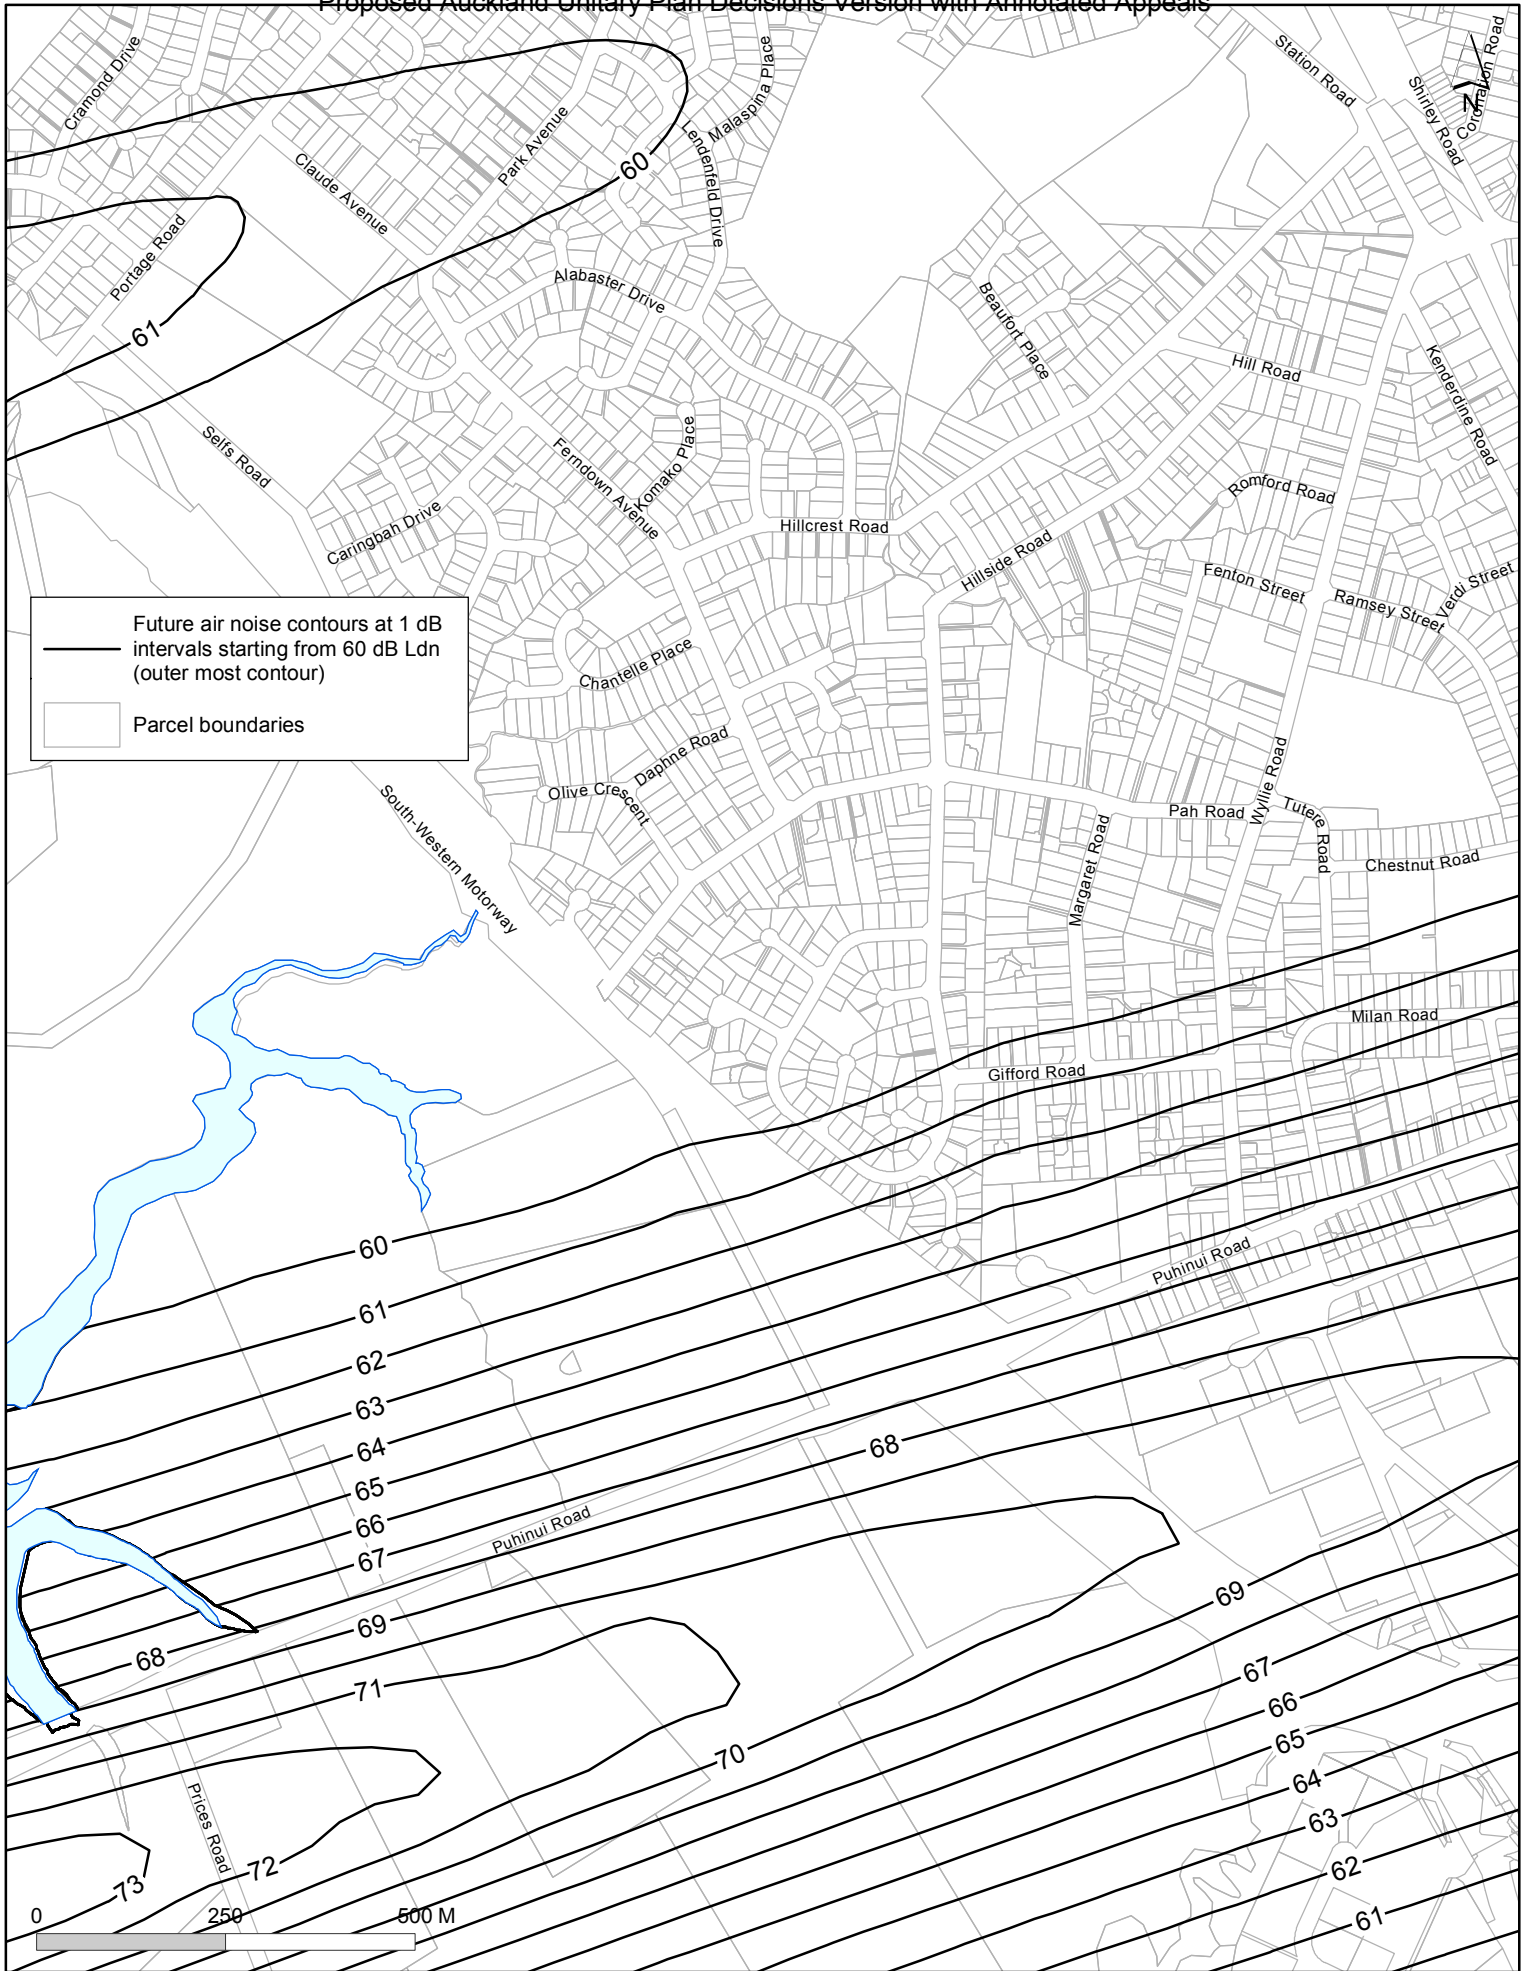 Proposed Auckland Unitary Plan Decisions Version with Annotated Appeals
Cramond Drive
Malaspina Place
Station Road
Shirley Road
Coronation Road
N
Park Avenue
Lendenfeld Drive
Claude Avenue
60
Portage Road
61
Alabaster Drive
Beaufort Place
Hill Road
Kenderdine Road
Selfs Road
Ferndown Avenue
Komako Place
Caringbah Drive
Hillcrest Road
Hillside Road
Romford Road
Fenton Street
Ramsey Street
Verdi Street
Future air noise contours at 1 dB
intervals starting from 60 dB Ldn
(outer most contour)
Parcel boundaries
Chantelle Place
Daphne Road
Olive Crescent
South-Western Motorway
Wyllie Road
Pah Road
Tutere Road
Margaret Road
Chestnut Road
Milan Road
Gifford Road
Puhinui Road
60
61
62
63
64
65
66
67
68
69
71
68
Puhinui Road
69
67
66
65
64
63
62
61
70
72
73
Prices Road
0 250 500 M